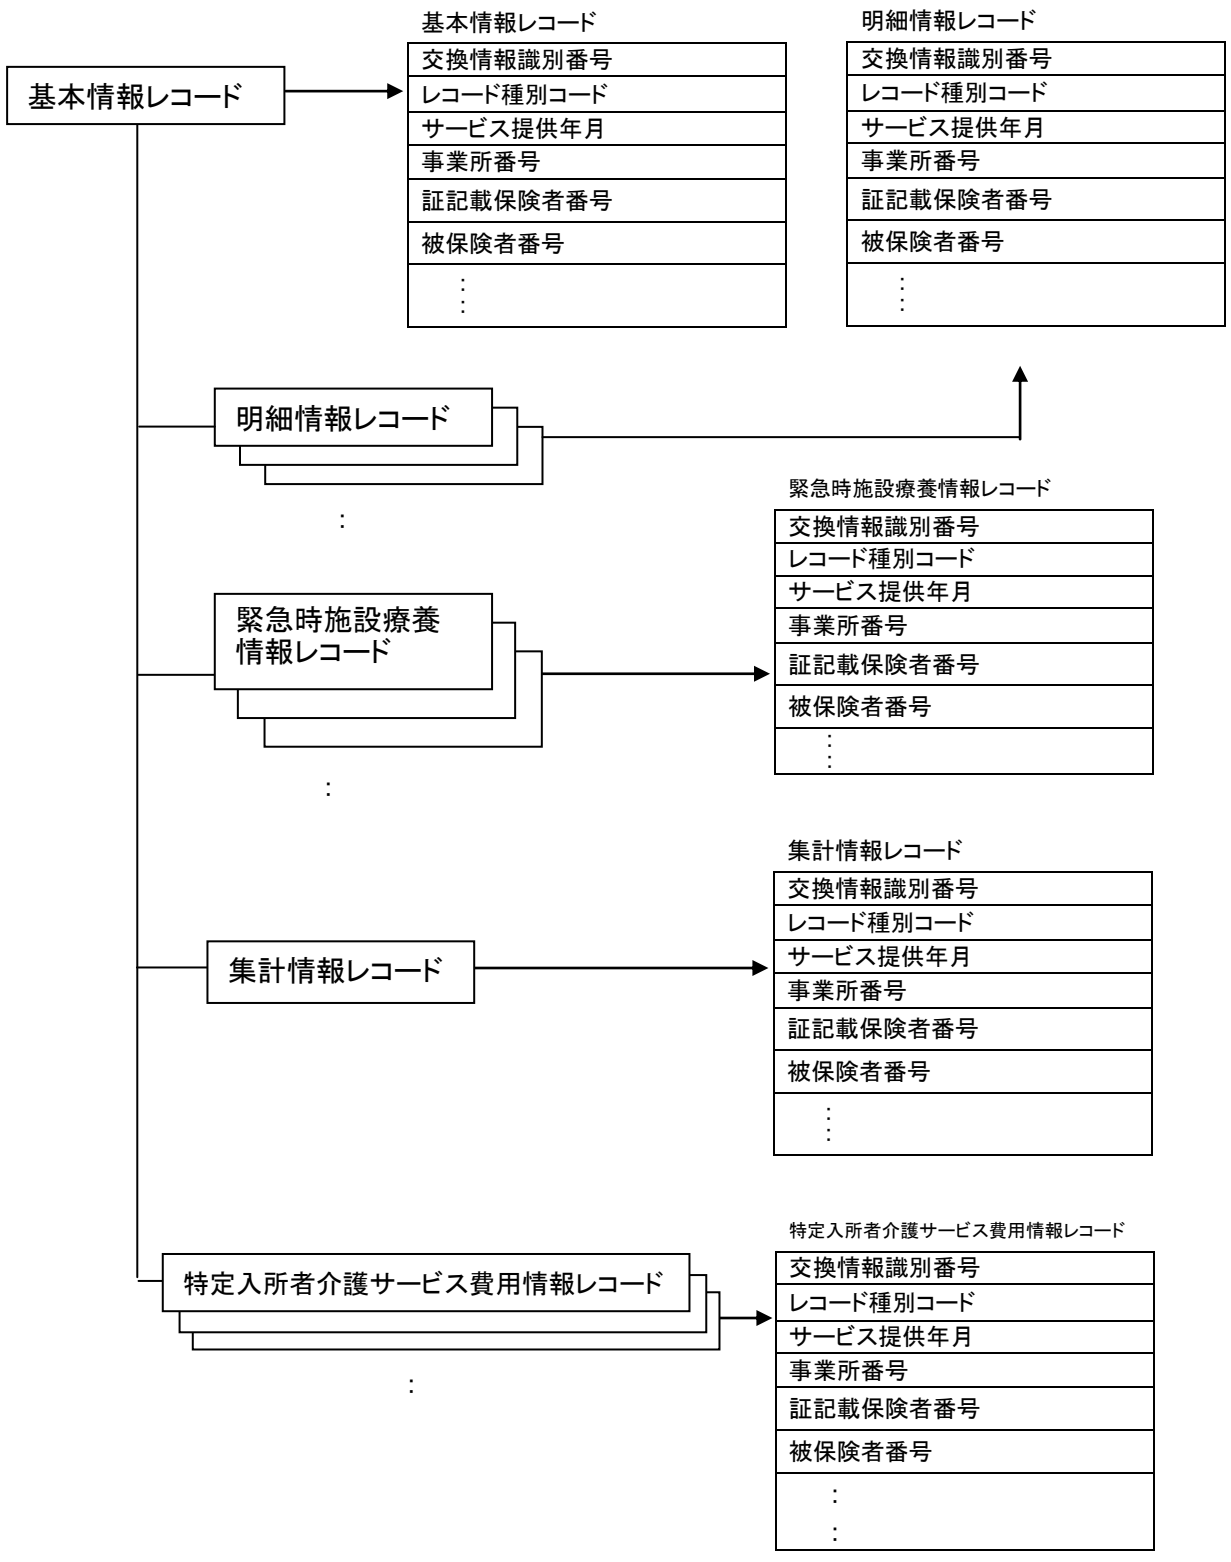 基本情報レコード
基本情報レコード
交換情報識別番号
レコード種別コード
サービス提供年月
事業所番号
証記載保険者番号
被保険者番号
:
:
明細情報レコード
交換情報識別番号
レコード種別コード
サービス提供年月
事業所番号
証記載保険者番号
被保険者番号
:
:
明細情報レコード
:
緊急時施設療養
情報レコード
:
緊急時施設療養情報レコード
交換情報識別番号
レコード種別コード
サービス提供年月
事業所番号
証記載保険者番号
被保険者番号
:
:
集計情報レコード
集計情報レコード
交換情報識別番号
レコード種別コード
サービス提供年月
事業所番号
証記載保険者番号
被保険者番号
:
:
特定入所者介護サービス費用情報レコード
:
特定入所者介護サービス費用情報レコード
交換情報識別番号
レコード種別コード
サービス提供年月
事業所番号
証記載保険者番号
被保険者番号
:
: